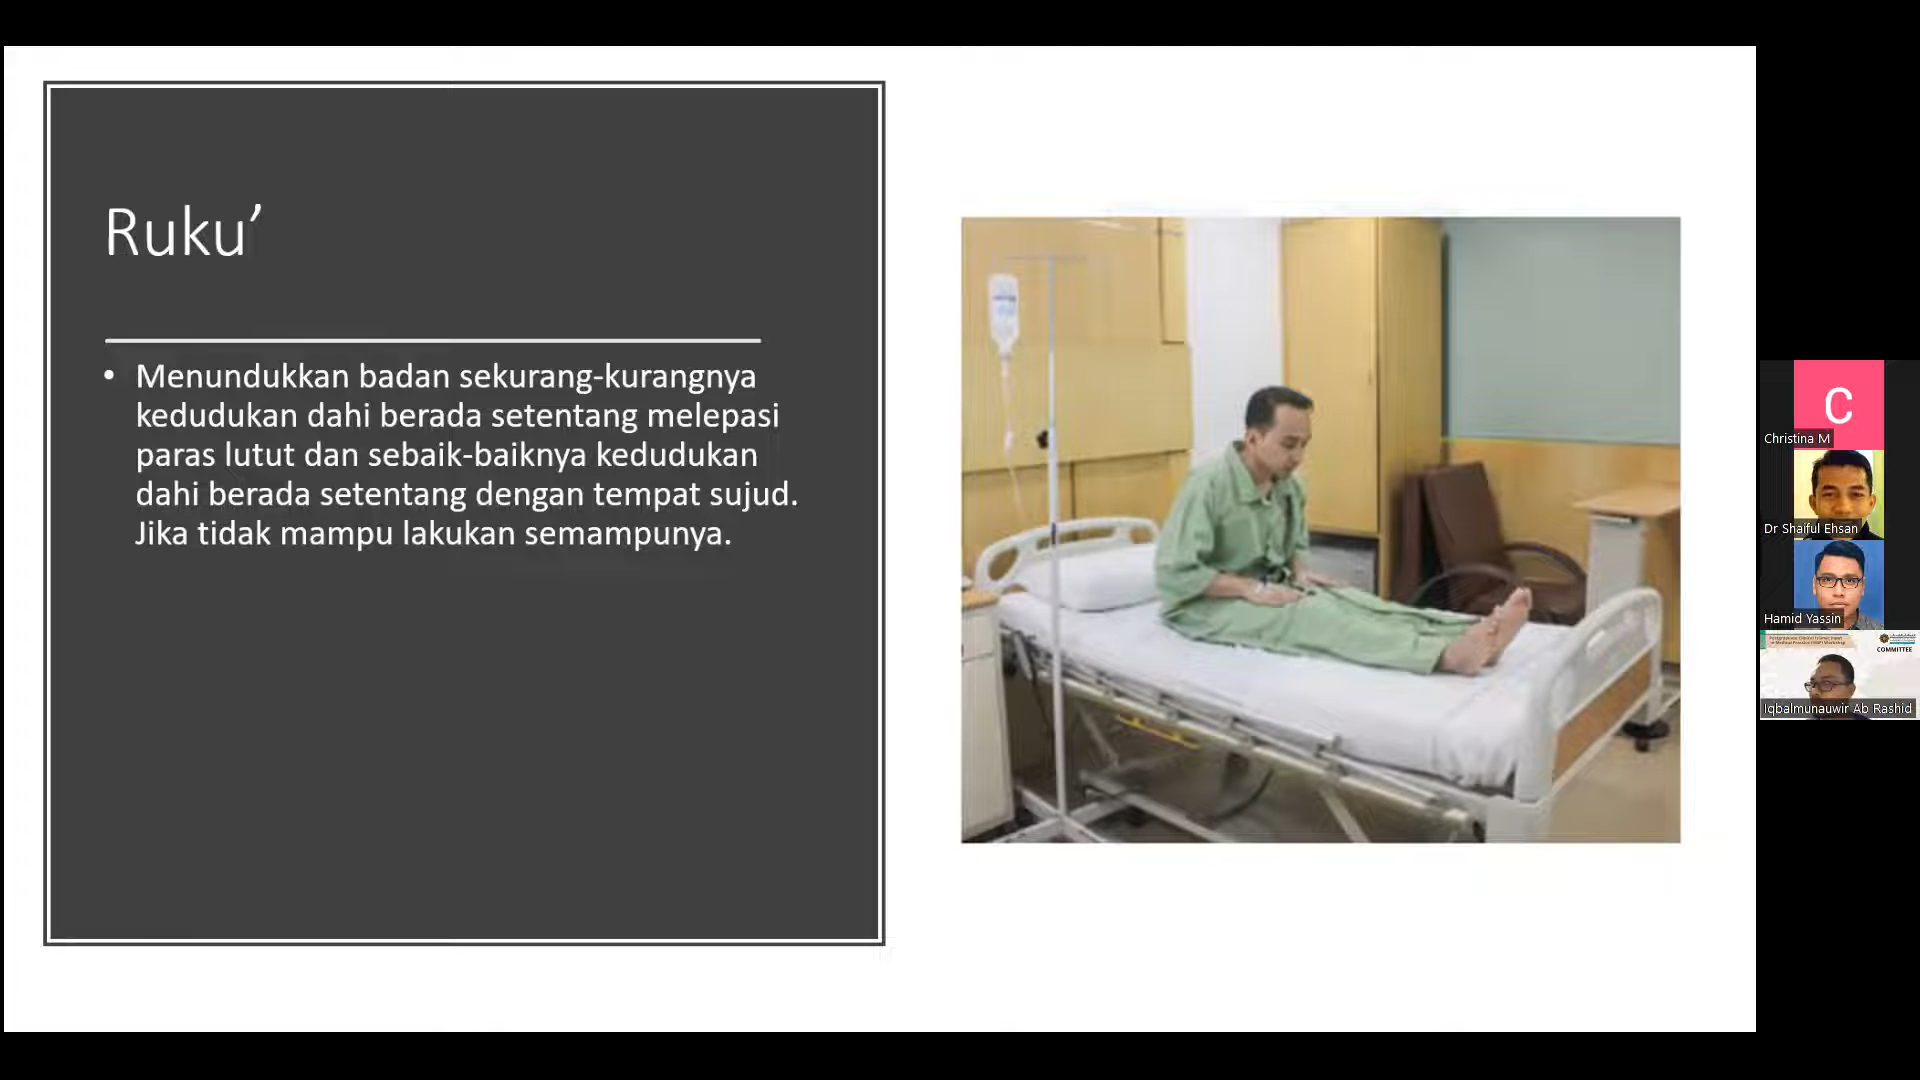 Ruku’
• Menundukkan badan sekurang-kurangnya
kedudukan dahi berada setentang melepasi
paras lutut dan sebaik-baiknya kedudukan
dahi berada setentang dengan tempat sujud.
Jika tidak mampu lakukan semampunya.
C
Christina M
Dr Shaiful Ehsan
Hamid Yassin
COMMITTEE
Iqbalmunauwir Ab Rashid